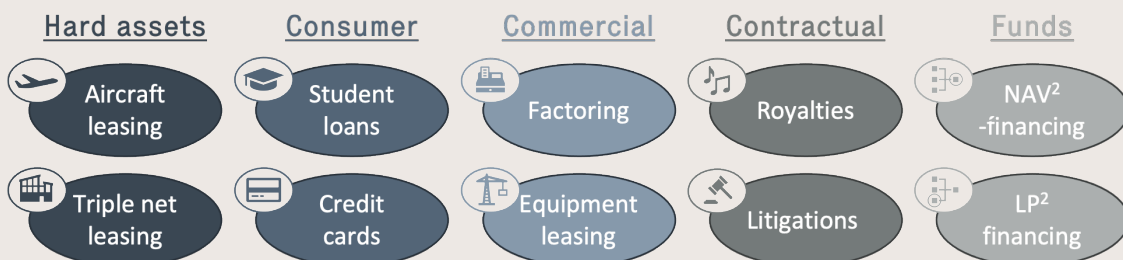 Hard assets
Consumer
Commercial
Contractual
Funds
Aircraft
leasing
Student
loans
Factoring
Royalties
NAV²
-financing
Triple net
leasing
Credit
cards
Equipment
leasing
Litigations
LP²
financing